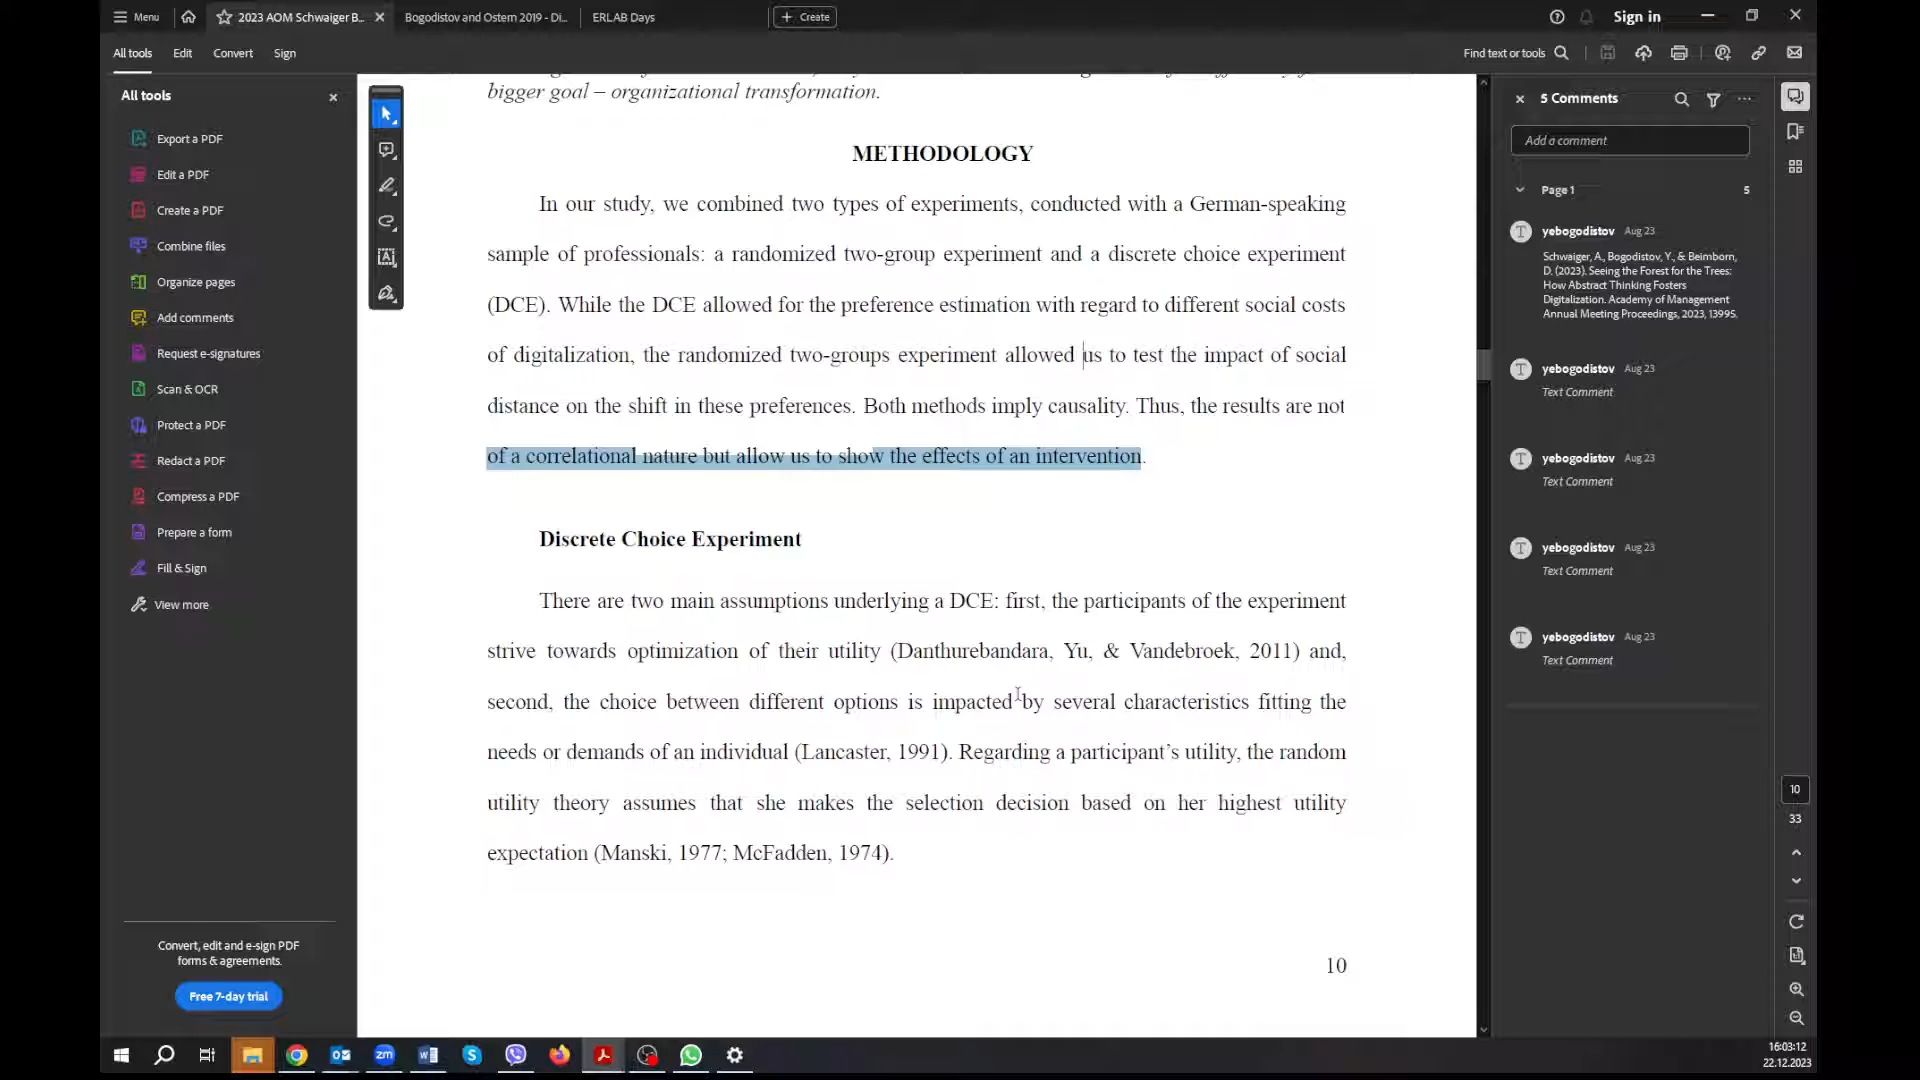 Menu
2023 AOM Schwaiger B...
Bogodistov and Ostern 2019 - Di...
ERLAB Days
Create
Sign in
All tools
Edit
Convert
Sign
Find text or tools
All tools
Export a PDF
Edit a PDF
Create a PDF
Combine files
Organize pages
Add comments
Request e-signatures
Scan & OCR
Protect a PDF
Redact a PDF
Compress a PDF
Prepare a form
Fill & Sign
View more
Convert, edit and e-sign PDF
forms & agreements.
Free 7-day trial
bigger goal – organizational transformation.
METHODOLOGY
In our study, we combined two types of experiments, conducted with a German-speaking
sample of professionals: a randomized two-group experiment and a discrete choice experiment
(DCE). While the DCE allowed for the preference estimation with regard to different social costs
of digitalization, the randomized two-groups experiment allowed us to test the impact of social
distance on the shift in these preferences. Both methods imply causality. Thus, the results are not
of a correlational nature but allow us to show the effects of an intervention.
Discrete Choice Experiment
There are two main assumptions underlying a DCE: first, the participants of the experiment
strive towards optimization of their utility (Danthurebandara, Yu, & Vandebroek, 2011) and,
second, the choice between different options is impacted by several characteristics fitting the
needs or demands of an individual (Lancaster, 1991). Regarding a participant’s utility, the random
utility theory assumes that she makes the selection decision based on her highest utility
expectation (Manski, 1977; McFadden, 1974).
10
5 Comments
Add a comment
Page 1
5
yebogodistov Aug 23
Schwaiger, A., Bogodistov, Y., & Beimborn,
D. (2023). Seeing the Forest for the Trees:
How Abstract Thinking Fosters
Digitalization. Academy of Management
Annual Meeting Proceedings, 2023, 13995.
yebogodistov Aug 23
Text Comment
yebogodistov Aug 23
Text Comment
yebogodistov Aug 23
Text Comment
yebogodistov Aug 23
Text Comment
10
33
16:03:12
22.12.2023